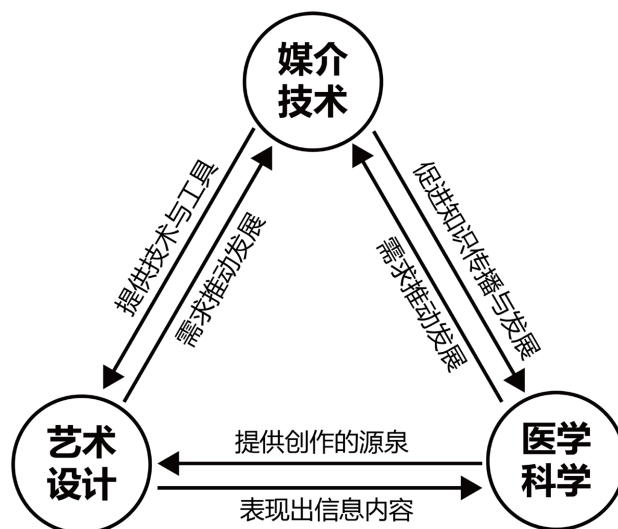 媒介
技术
提供技术与工具
需求推动发展
需求推动发展
促进知识传播与发展
艺术
设计
提供创作的源泉
表现出信息内容
医学
科学